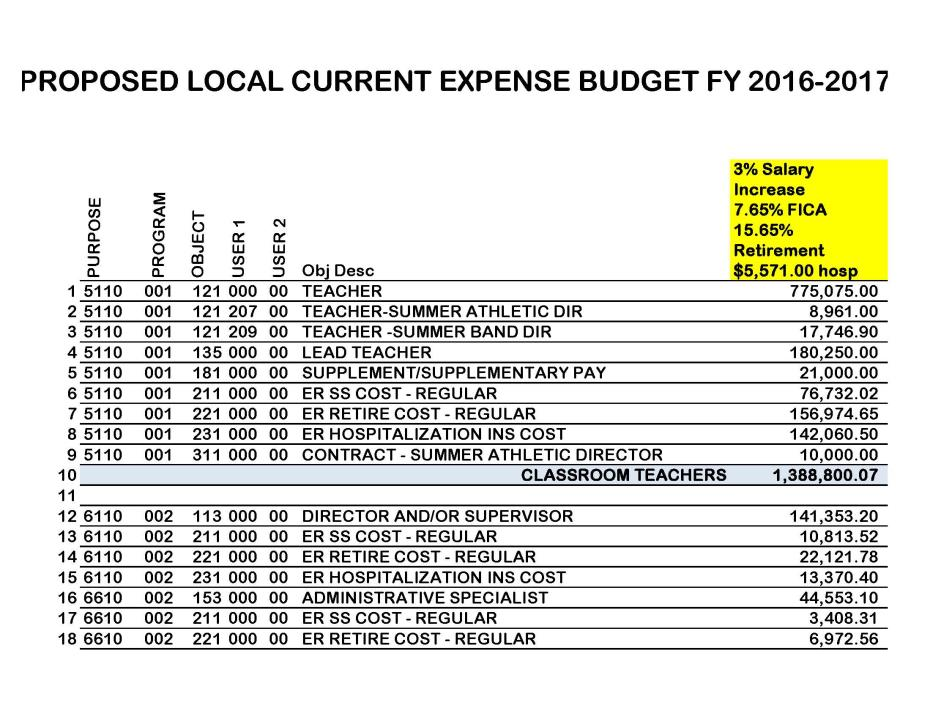 PROPOSED LOCAL CURRENT EXPENSE BUDGET FY 2016-2017
PURPOSE PROGRAM OBJECT USER 1 USER 2 Obj Desc 3% Salary
Increase
7.65% FICA
15.65%
Retirement
$5,571.00 hosp
1 5110 001 121 000 00 TEACHER 775,075.00
2 5110 001 121 207 00 TEACHER-SUMMER ATHLETIC DIR 8,961.00
3 5110 001 121 209 00 TEACHER -SUMMER BAND DIR 17,746.90
4 5110 001 135 000 00 LEAD TEACHER 180,250.00
5 5110 001 181 000 00 SUPPLEMENT/SUPPLEMENTARY PAY 21,000.00
6 5110 001 211 000 00 ER SS COST - REGULAR 76,732.02
7 5110 001 221 000 00 ER RETIRE COST - REGULAR 156,974.65
8 5110 001 231 000 00 ER HOSPITALIZATION INS COST 142,060.50
9 5110 001 311 000 00 CONTRACT - SUMMER ATHLETIC DIRECTOR 10,000.00
10 CLASSROOM TEACHERS 1,388,800.07
11
12 6110 002 113 000 00 DIRECTOR AND/OR SUPERVISOR 141,353.20
13 6110 002 211 000 00 ER SS COST - REGULAR 10,813.52
14 6110 002 221 000 00 ER RETIRE COST - REGULAR 22,121.78
15 6110 002 231 000 00 ER HOSPITALIZATION INS COST 13,370.40
16 6610 002 153 000 00 ADMINISTRATIVE SPECIALIST 44,553.10
17 6610 002 211 000 00 ER SS COST - REGULAR 3,408.31
18 6610 002 221 000 00 ER RETIRE COST - REGULAR 6,972.56